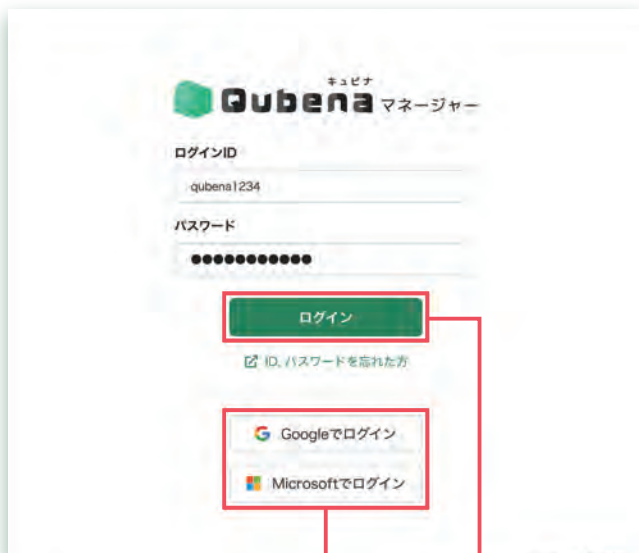 キュビナ
Qubena マネージャー
ログインID
qubena1234
パスワード
●●●●●●●●●●●
ログイン
ID、パスワードを忘れた方
Googleでログイン
Microsoftでログイン